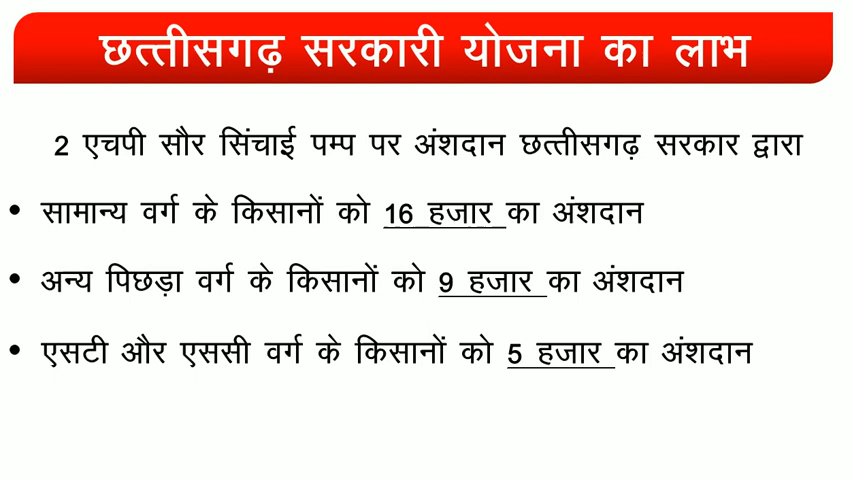 छत्तीसगढ़ सरकारी योजना का लाभ
2 एचपी सौर सिंचाई पम्प पर अंशदान छत्तीसगढ़ सरकार द्वारा
• सामान्य वर्ग के किसानों को 16 हजार का अंशदान
• अन्य पिछड़ा वर्ग के किसानों को 9 हजार का अंशदान
• एसटी और एससी वर्ग के किसानों को 5 हजार का अंशदान